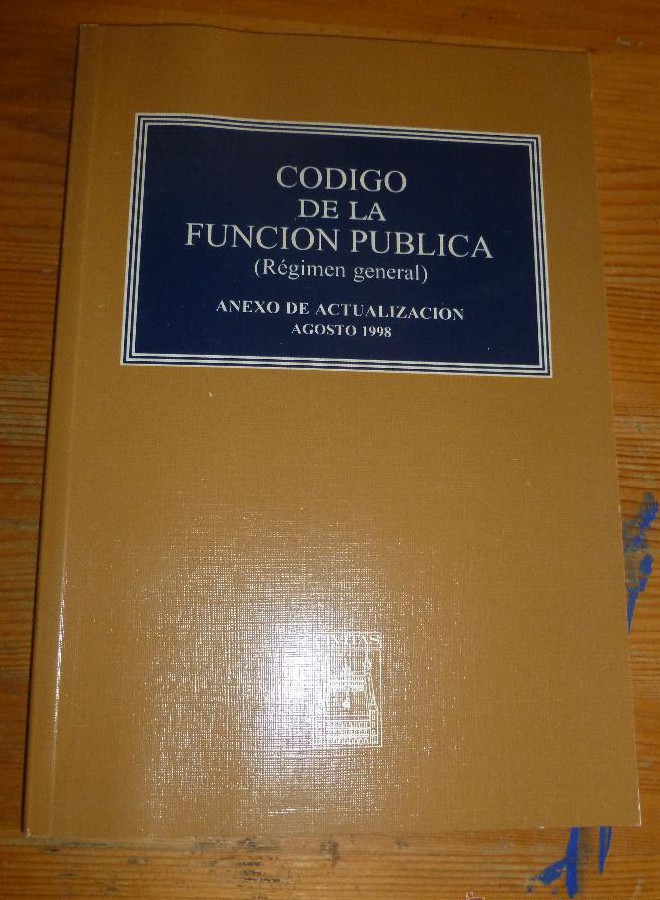 CODIGO
DE LA
FUNCION PUBLICA
(Régimen general)
ANEXO DE ACTUALIZACION
AGOSTO 1998